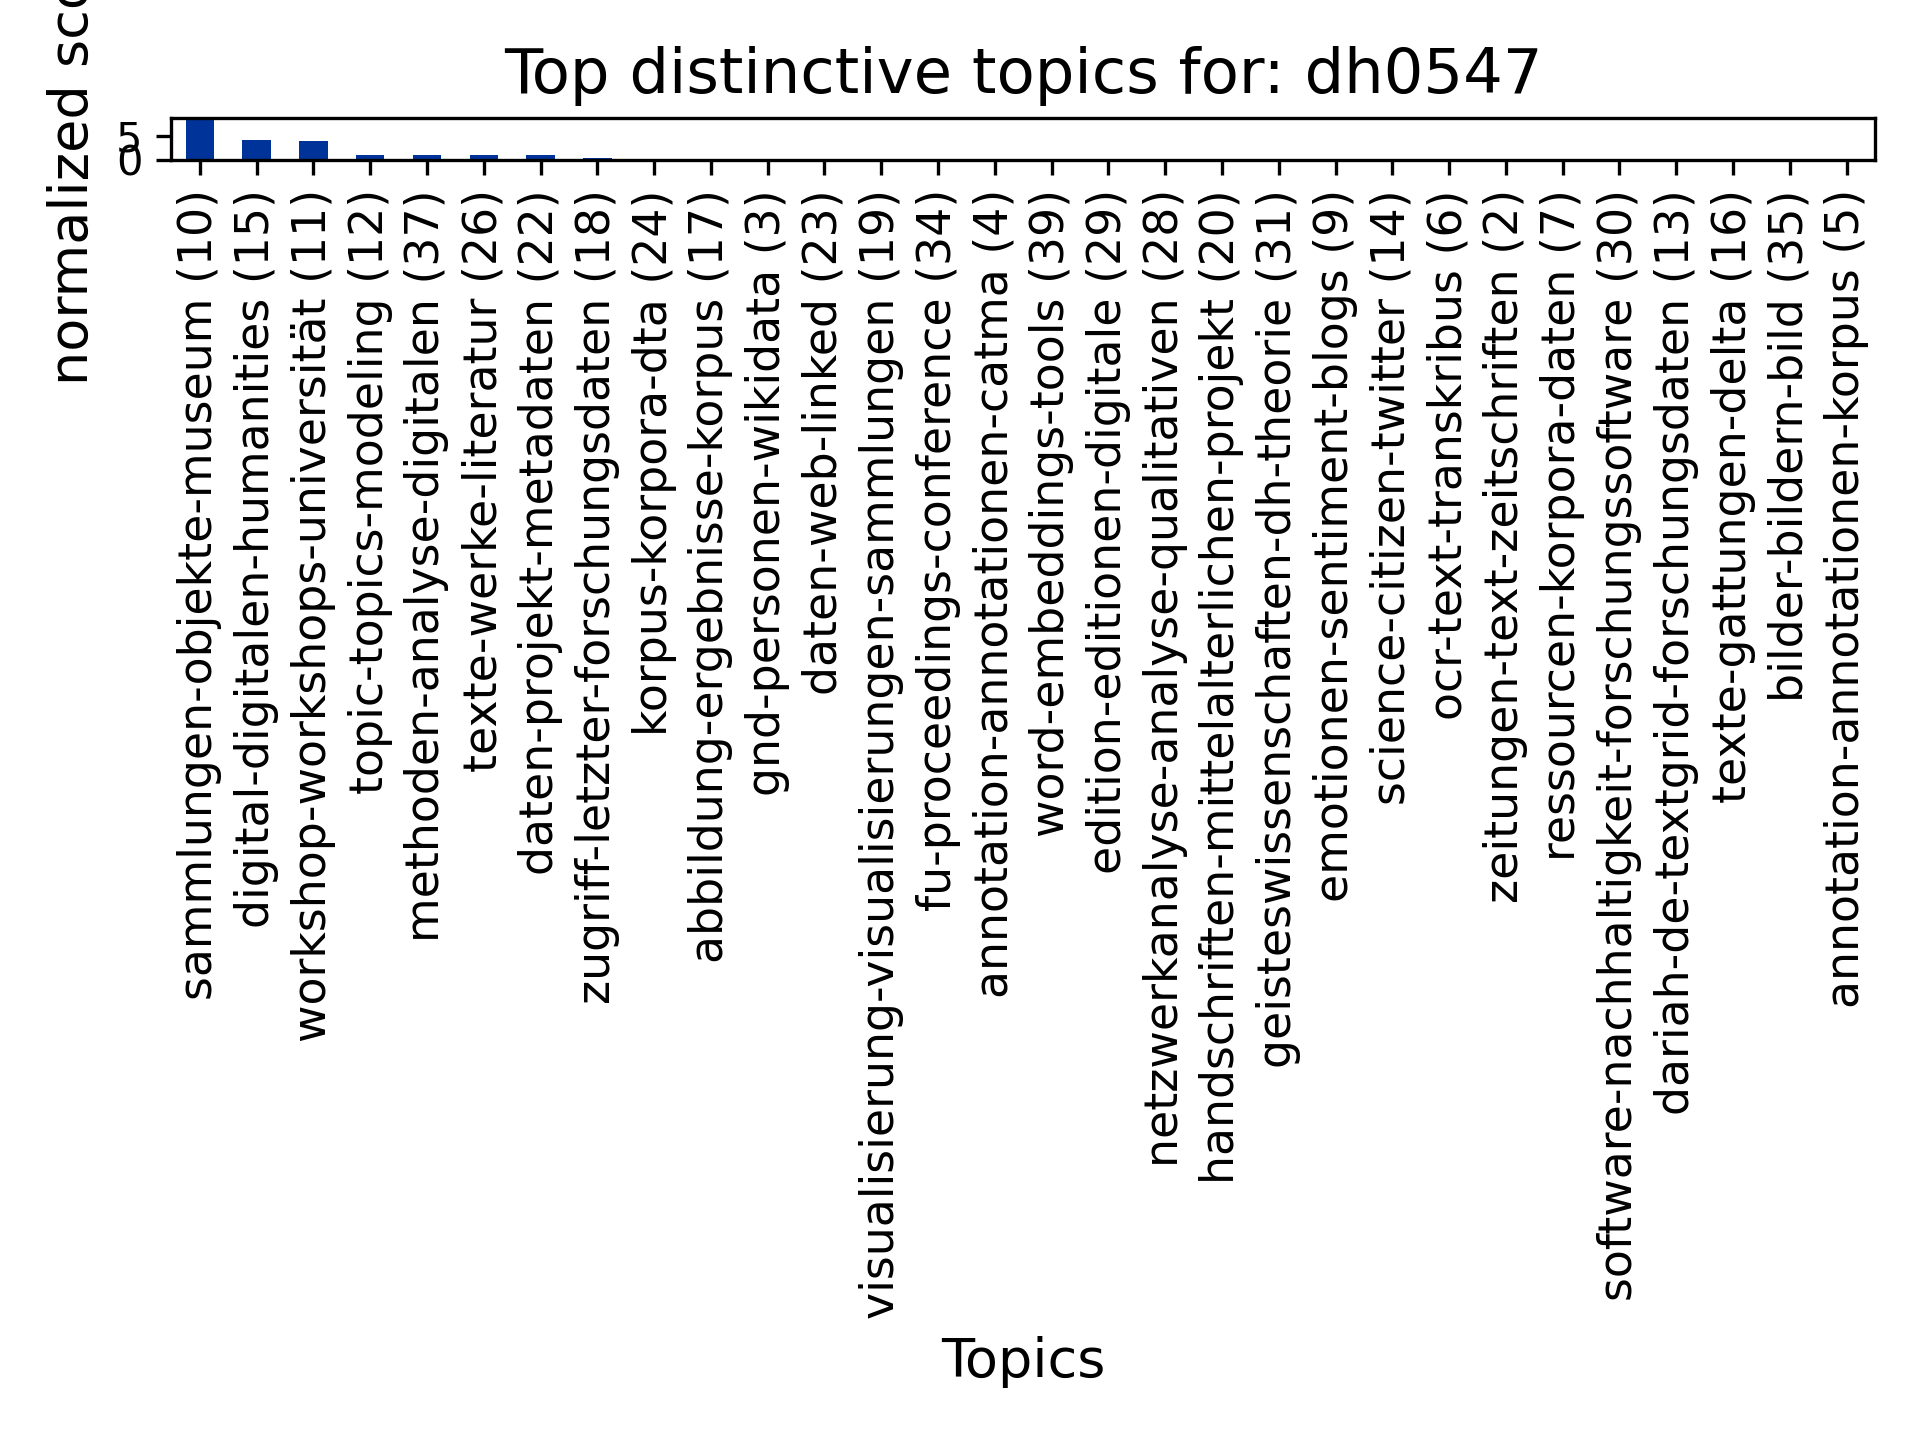 Top distinctive topics for: dh0547
normalized
5
0
sammlungen-objekte-museum (10)
digital-digitalen-humanities (15)
workshop-workshops-universität (11)
topic-topics-modeling (12)
methoden-analyse-digitalen (37)
texte-werke-literatur (26)
daten-projekt-metadaten (22)
zugriff-letzter-forschungsdaten (18)
korpus-korpora-dta (24)
abbildung-ergebnisse-korpus (17)
gnd-personen-wikidata (3)
daten-web-linked (23)
visualisierung-visualisierungen-sammlungen (19)
fu-proceedings-conference (34)
annotation-annotationen-catma (4)
word-embeddings-tools (39)
edition-editionen-digitale (29)
netzwerkanalyse-analyse-qualitativen (28)
handschriften-mittelalterlichen-projekt (20)
geisteswissenschaften-dh-theorie (31)
emotionen-sentiment-blogs (9)
science-citizen-twitter (14)
ocr-text-transkribus (6)
zeitungen-text-zeitschriften (2)
ressourcen-korpora-daten (7)
software-nachhaltigkeit-forschungssoftware (30)
dariah-de-textgrid-forschungsdaten (13)
texte-gattungen-delta (16)
bilder-bildern-bild (35)
annotation-annotationen-korpus (5)
Topics